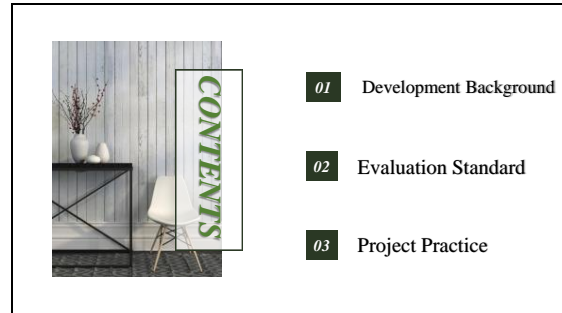 CONTENTS
01 Development Background
02 Evaluation Standard
03 Project Practice